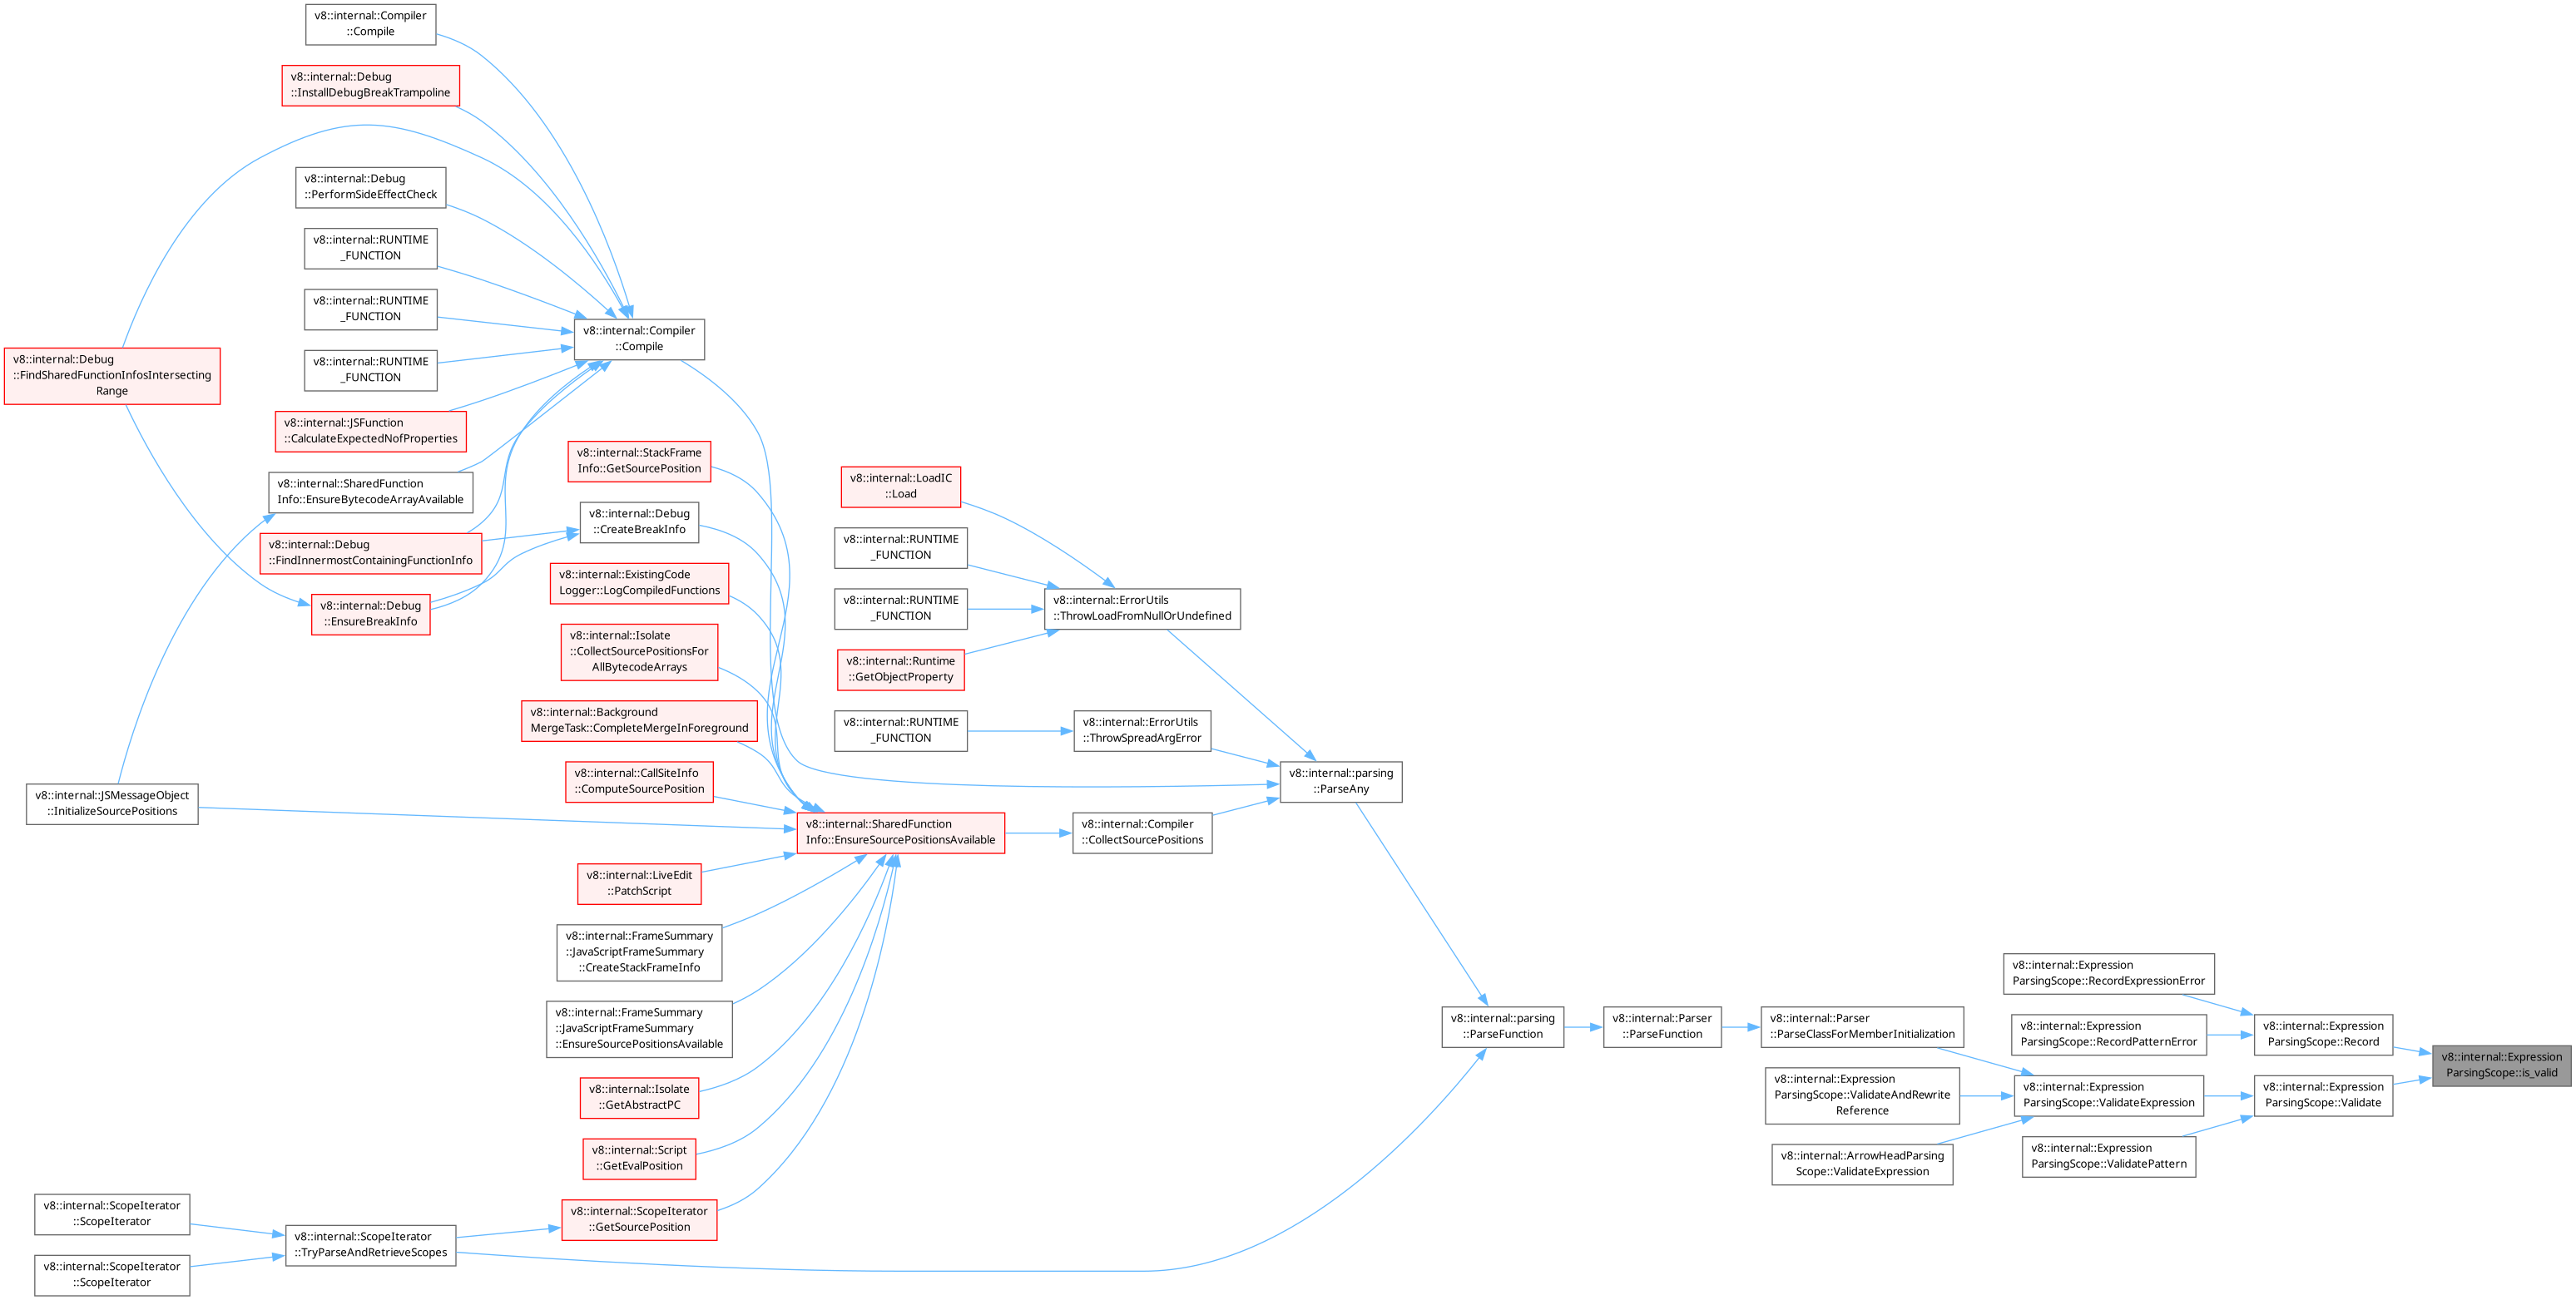 v8::internal::Compiler
::Compile
v8::internal::Debug
::InstallDebugBreakTrampoline
v8::internal::Debug
::PerformSideEffectCheck
v8::internal::RUNTIME
_FUNCTION
v8::internal::RUNTIME
_FUNCTION
v8::internal::RUNTIME
_FUNCTION
v8::internal::Debug
::FindSharedFunctionInfosIntersecting
Range
v8::internal::JSFunction
::CalculateExpectedNofProperties
v8::internal::SharedFunction
Info::EnsureBytecodeArrayAvailable
v8::internal::Debug
::FindInnermostContainingFunctionInfo
v8::internal::Debug
::EnsureBreakInfo
v8::internal::JSMessageObject
::InitializeSourcePositions
v8::internal::ScopeIterator
::ScopeIterator
v8::internal::ScopeIterator
::ScopeIterator
v8::internal::ScopeIterator
::TryParseAndRetrieveScopes
v8::internal::Compiler
::Compile
v8::internal::StackFrame
Info::GetSourcePosition
v8::internal::Debug
::CreateBreakInfo
v8::internal::ExistingCode
Logger::LogCompiledFunctions
v8::internal::Isolate
::CollectSourcePositionsFor
AllBytecodeArrays
v8::internal::Background
MergeTask::CompleteMergeInForeground
v8::internal::CallSiteInfo
::ComputeSourcePosition
v8::internal::LiveEdit
::PatchScript
v8::internal::FrameSummary
::JavaScriptFrameSummary
::CreateStackFrameInfo
v8::internal::FrameSummary
::JavaScriptFrameSummary
::EnsureSourcePositionsAvailable
v8::internal::Isolate
::GetAbstractPC
v8::internal::Script
::GetEvalPosition
v8::internal::ScopeIterator
::GetSourcePosition
v8::internal::LoadIC
::Load
v8::internal::RUNTIME
_FUNCTION
v8::internal::RUNTIME
_FUNCTION
v8::internal::Runtime
::GetObjectProperty
v8::internal::RUNTIME
_FUNCTION
v8::internal::SharedFunction
Info::EnsureSourcePositionsAvailable
v8::internal::ErrorUtils
::ThrowLoadFromNullOrUndefined
v8::internal::ErrorUtils
::ThrowSpreadArgError
v8::internal::Compiler
::CollectSourcePositions
v8::internal::parsing
::ParseAny
v8::internal::parsing
::ParseFunction
v8::internal::Parser
::ParseFunction
v8::internal::Parser
::ParseClassForMemberInitialization
v8::internal::Expression
ParsingScope::ValidateAndRewrite
Reference
v8::internal::ArrowHeadParsing
Scope::ValidateExpression
v8::internal::Expression
ParsingScope::RecordExpressionError
v8::internal::Expression
ParsingScope::RecordPatternError
v8::internal::Expression
ParsingScope::ValidateExpression
v8::internal::Expression
ParsingScope::ValidatePattern
v8::internal::Expression
ParsingScope::Record
v8::internal::Expression
ParsingScope::Validate
v8::internal::Expression
ParsingScope::is_valid